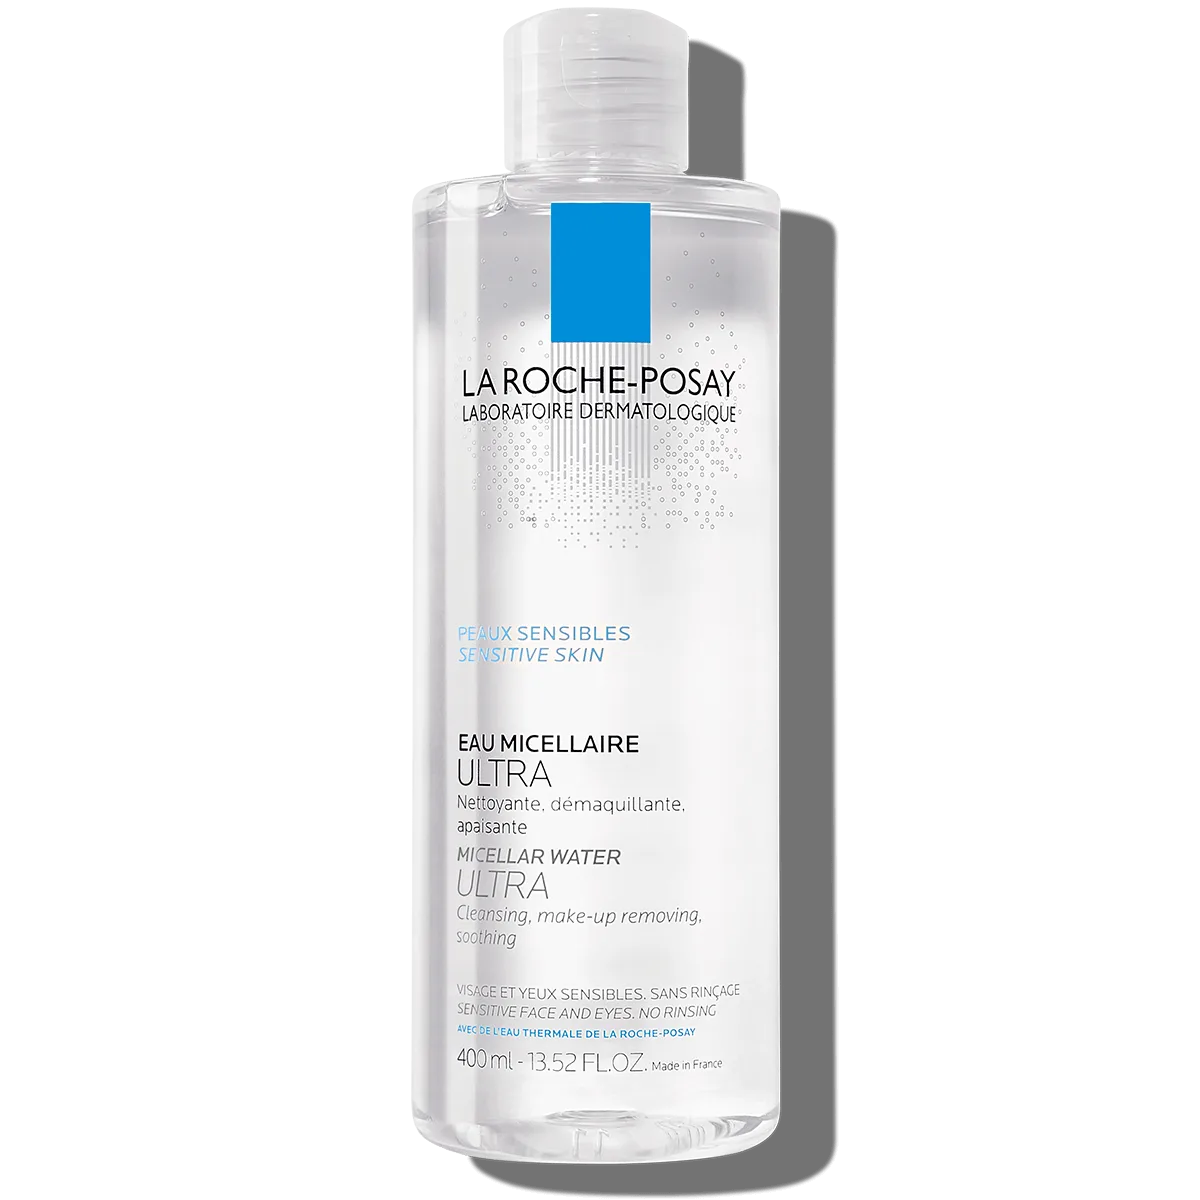 LA ROCHE-POSAY
LABORATOIRE DERMATOLOGIQUE
PEAUX SENSIBLES
SENSITIVE SKIN
EAU MICELLAIRE
ULTRA
Nettoyante, démaquillante,
apaisante
MICELLAR WATER
ULTRA
Cleansing, make-up removing,
soothing
VISAGE ET YEUX SENSIBLES. SANS RINÇAGE
SENSITIVE FACE AND EYES. NO RINSING
AVEC DE L'EAU THERMALE DE LA ROCHE-POSAY
400 ml - 13.52 FL.OZ. Made in France